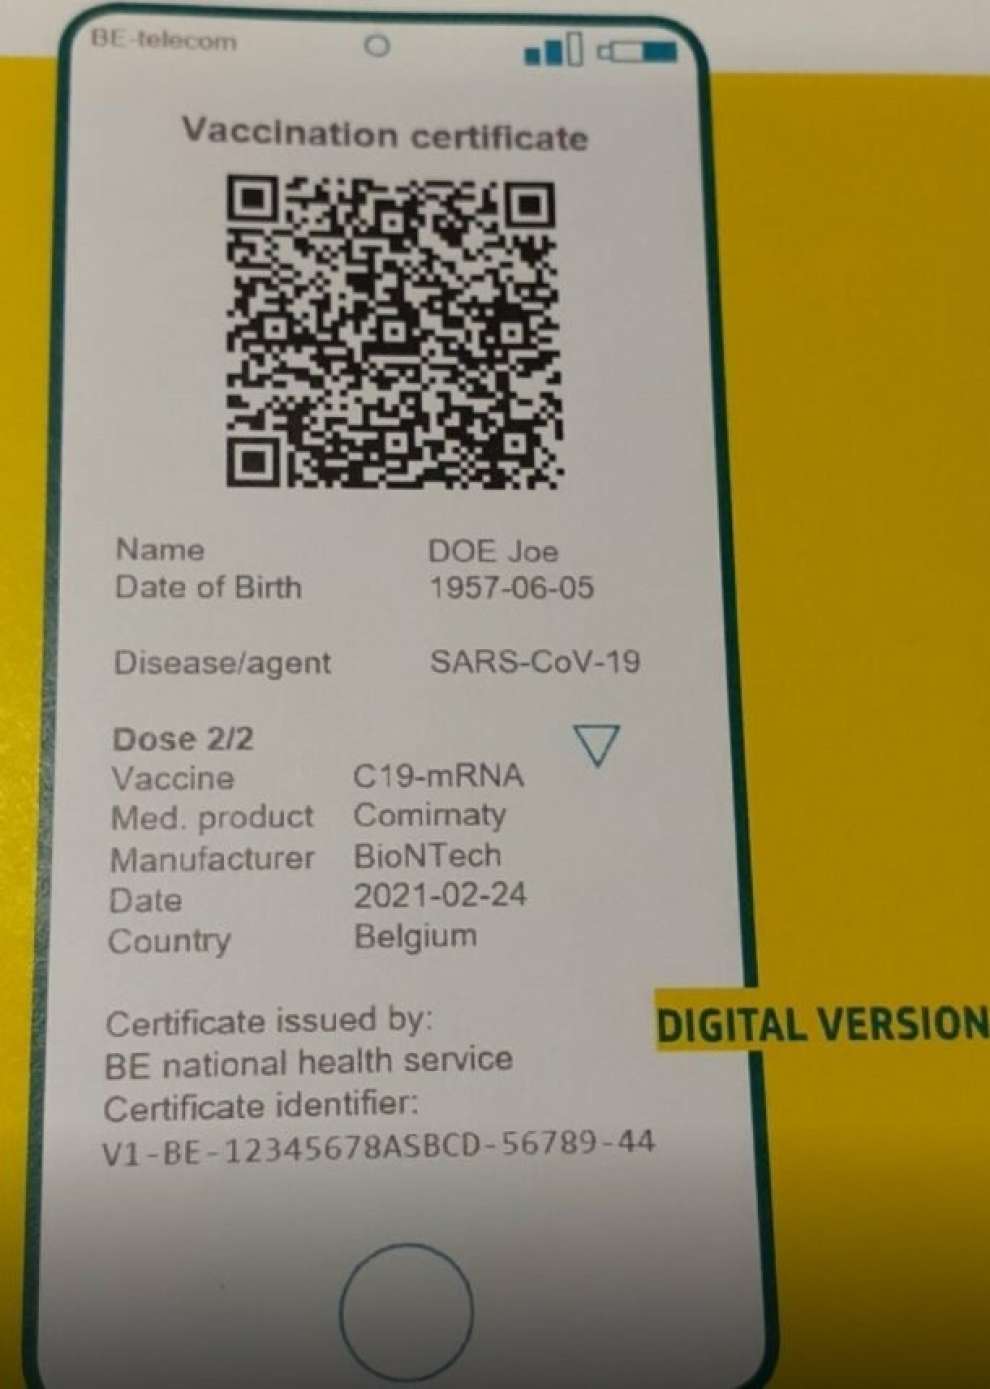 BE-telecom
Vaccination certificate
Name DOE Joe
Date of Birth 1957-06-05
Disease/agent SARS-CoV-19
Dose 2/2
Vaccine C19-mRNA
Med. product Comirnaty
Manufacturer BioNTech
Date 2021-02-24
Country Belgium
Certificate issued by:
BE national health service
DIGITAL VERSION
Certificate identifier:
V1-BE-12345678ASBCD-56789-44